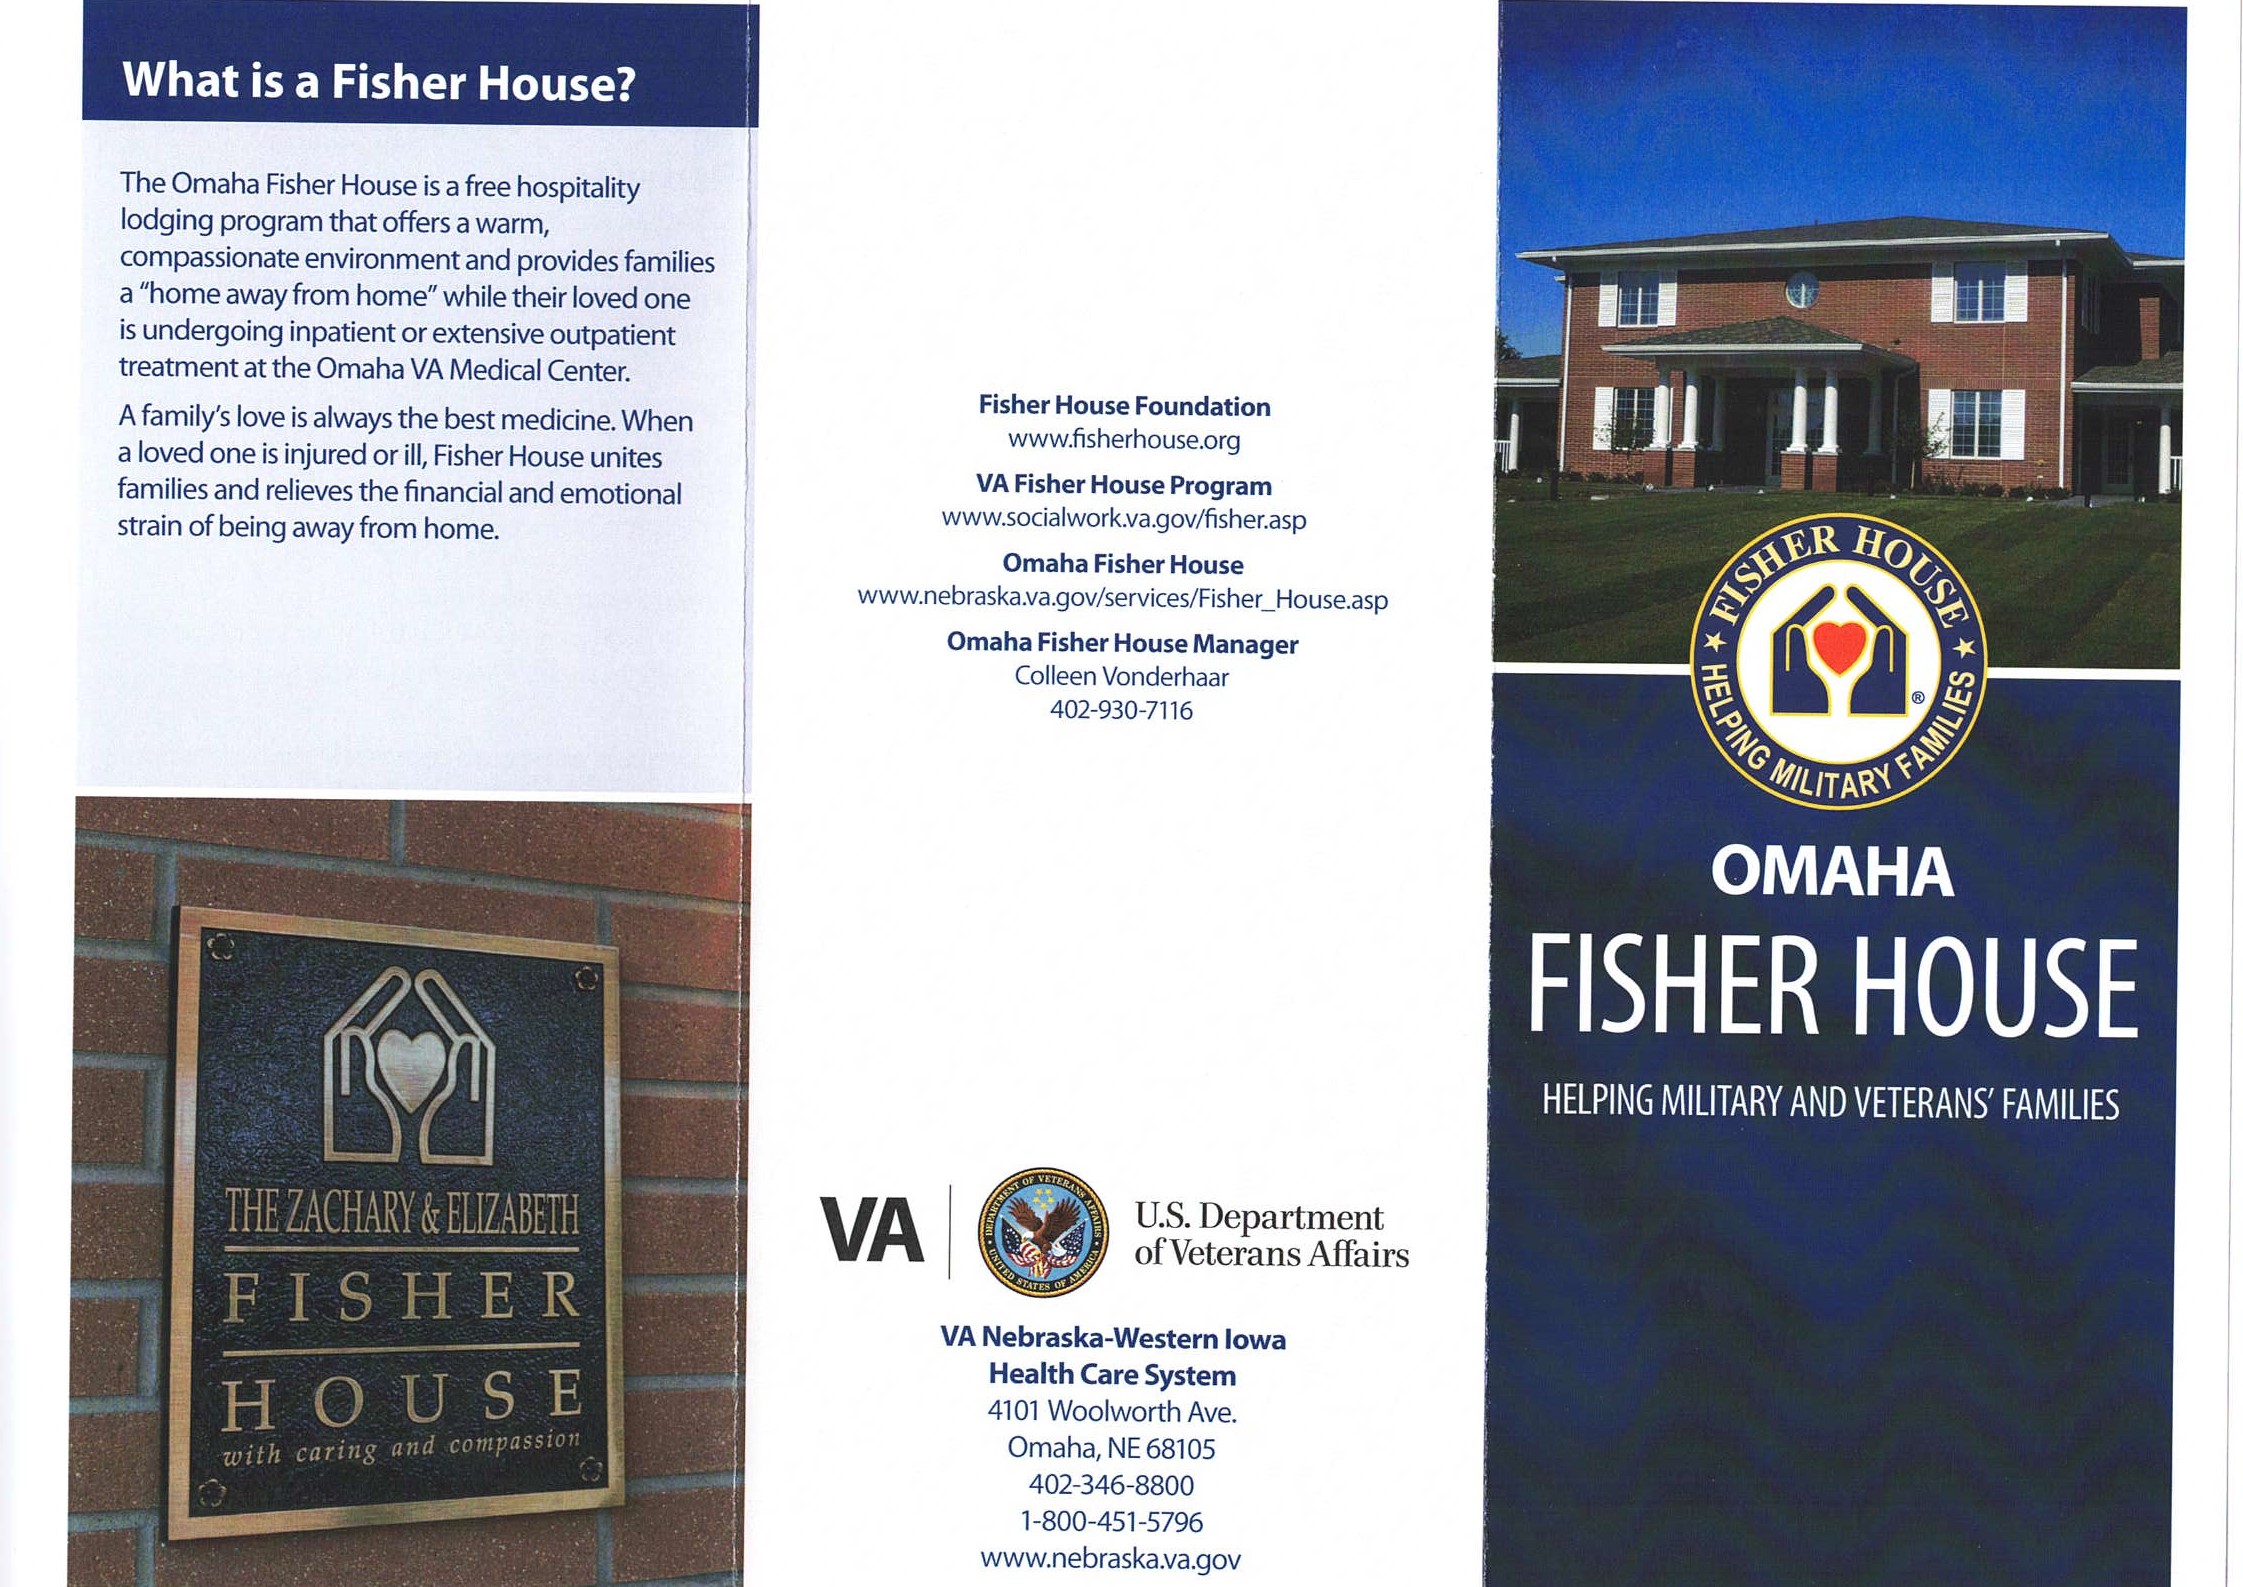 What is a Fisher House?
The Omaha Fisher House is a free hospitality
lodging program that offers a warm,
compassionate environment and provides families
a “home away from home” while their loved one
is undergoing inpatient or extensive outpatient
treatment at the Omaha VA Medical Center.
A family’s love is always the best medicine. When
a loved one is injured or ill, Fisher House unites
families and relieves the financial and emotional
strain of being away from home.
THE ZACHARY & ELIZABETH
FISHER
HOUSE
with caring and compassion
Fisher House Foundation
www.fisherhouse.org
VA Fisher House Program
www.socialwork.va.gov/fisher.asp
Omaha Fisher House
www.nebraska.va.gov/services/Fisher_House.asp
Omaha Fisher House Manager
Colleen Vonderhaar
402-930-7116
VA
DEPARTMENT OF VETERANS AFFAIRS
UNITED STATES OF AMERICA
U.S. Department
of Veterans Affairs
VA Nebraska-Western Iowa
Health Care System
4101 Woolworth Ave.
Omaha, NE 68105
402-346-8800
1-800-451-5796
www.nebraska.va.gov
FISHER HOUSE
HELPING MILITARY FAMILIES
®
OMAHA
FISHER HOUSE
HELPING MILITARY AND VETERANS’ FAMILIES